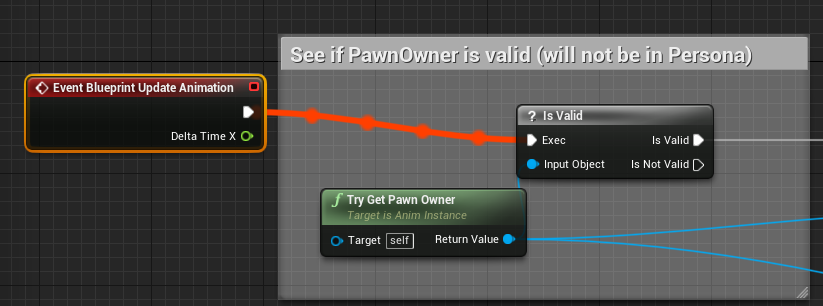 See if PawnOwner is valid (will not be in Persona)
Event Blueprint Update Animation
Delta Time X
? Is Valid
Exec Is Valid
Input Object Is Not Valid
f Try Get Pawn Owner
Target is Anim Instance
Target self Return Value